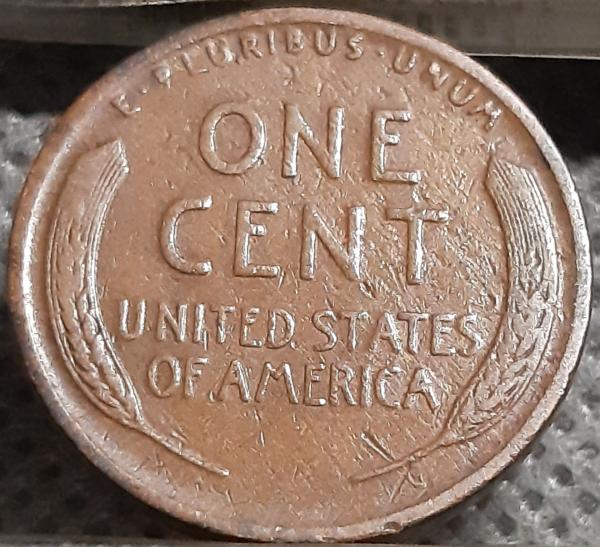 E·PLURIBUS·UNUM
ONE
CENT
UNITED STATES
OF AMERICA